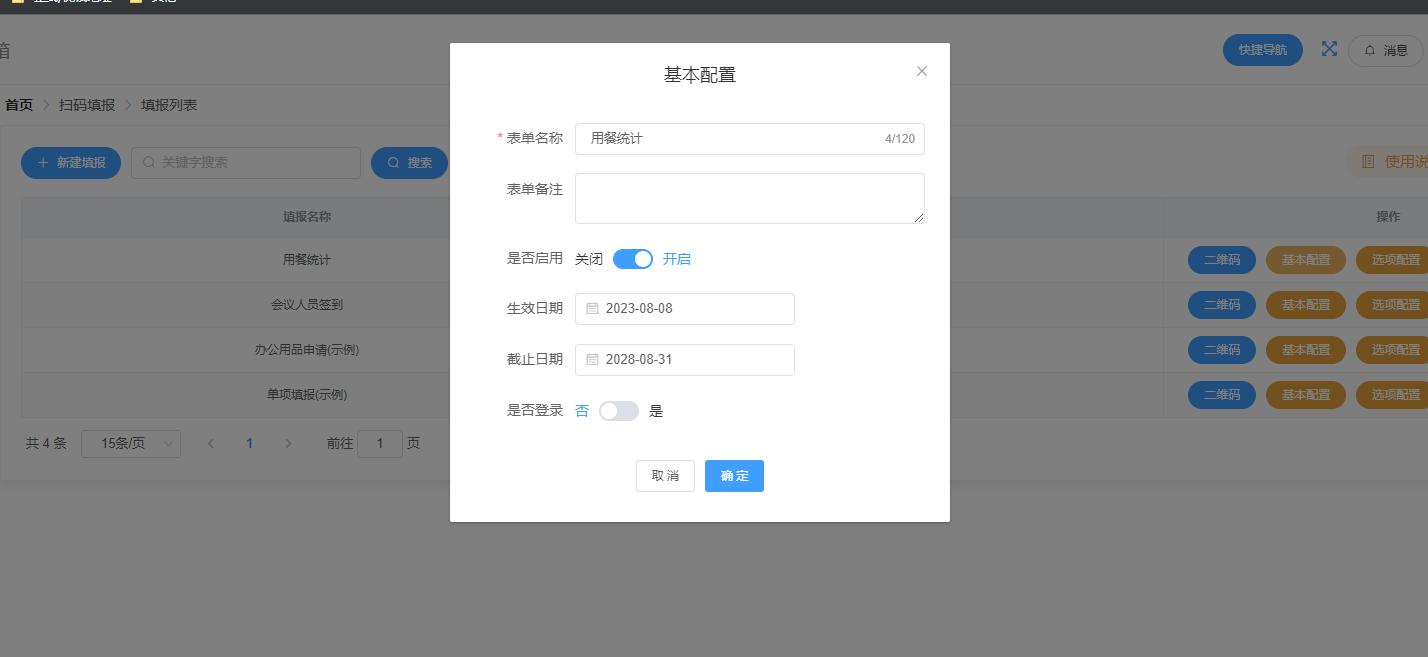 快捷导航
消息
首页 > 扫码填报 > 填报列表
新建填报
关键字搜索
搜索
填报名称
操作
用餐统计
二维码
基本配置
选项配置
会议人员签到
二维码
基本配置
选项配置
办公用品申请(示例)
二维码
基本配置
选项配置
单项填报(示例)
二维码
基本配置
选项配置
共 4 条
15条/页
1
前往 1 页
基本配置
* 表单名称
用餐统计
4/120
表单备注
是否启用
关闭
开启
生效日期
2023-08-08
截止日期
2028-08-31
是否登录
否
是
取消
确定